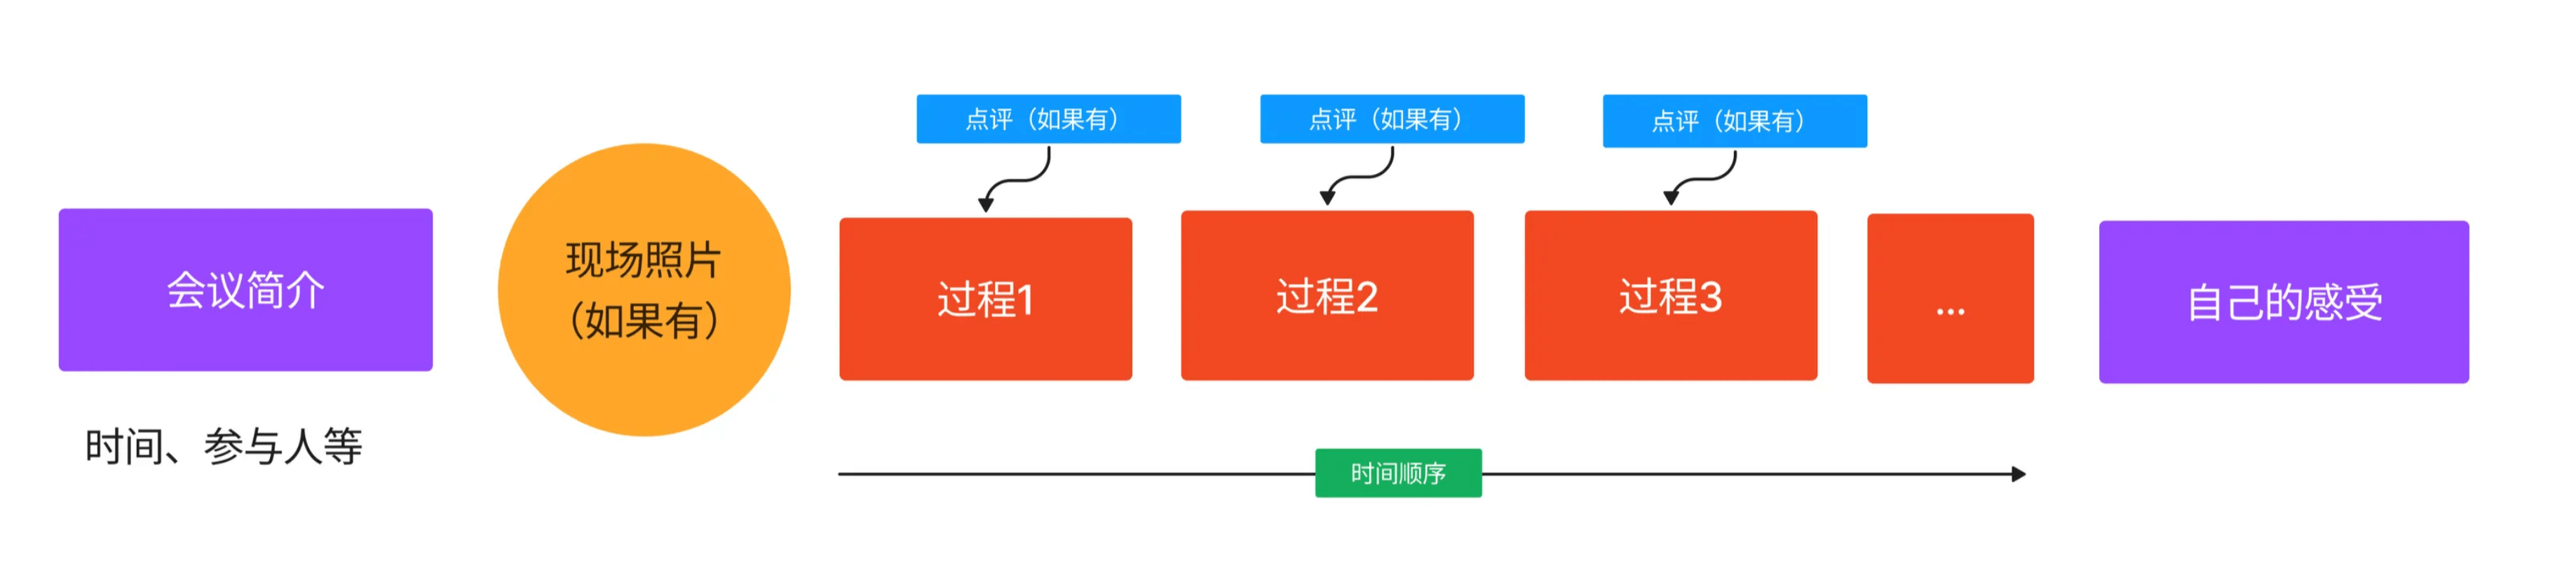 点评（如果有）
点评（如果有）
点评（如果有）
会议简介
现场照片
（如果有）
过程1
过程2
过程3
...
自己的感受
时间、参与人等
时间顺序